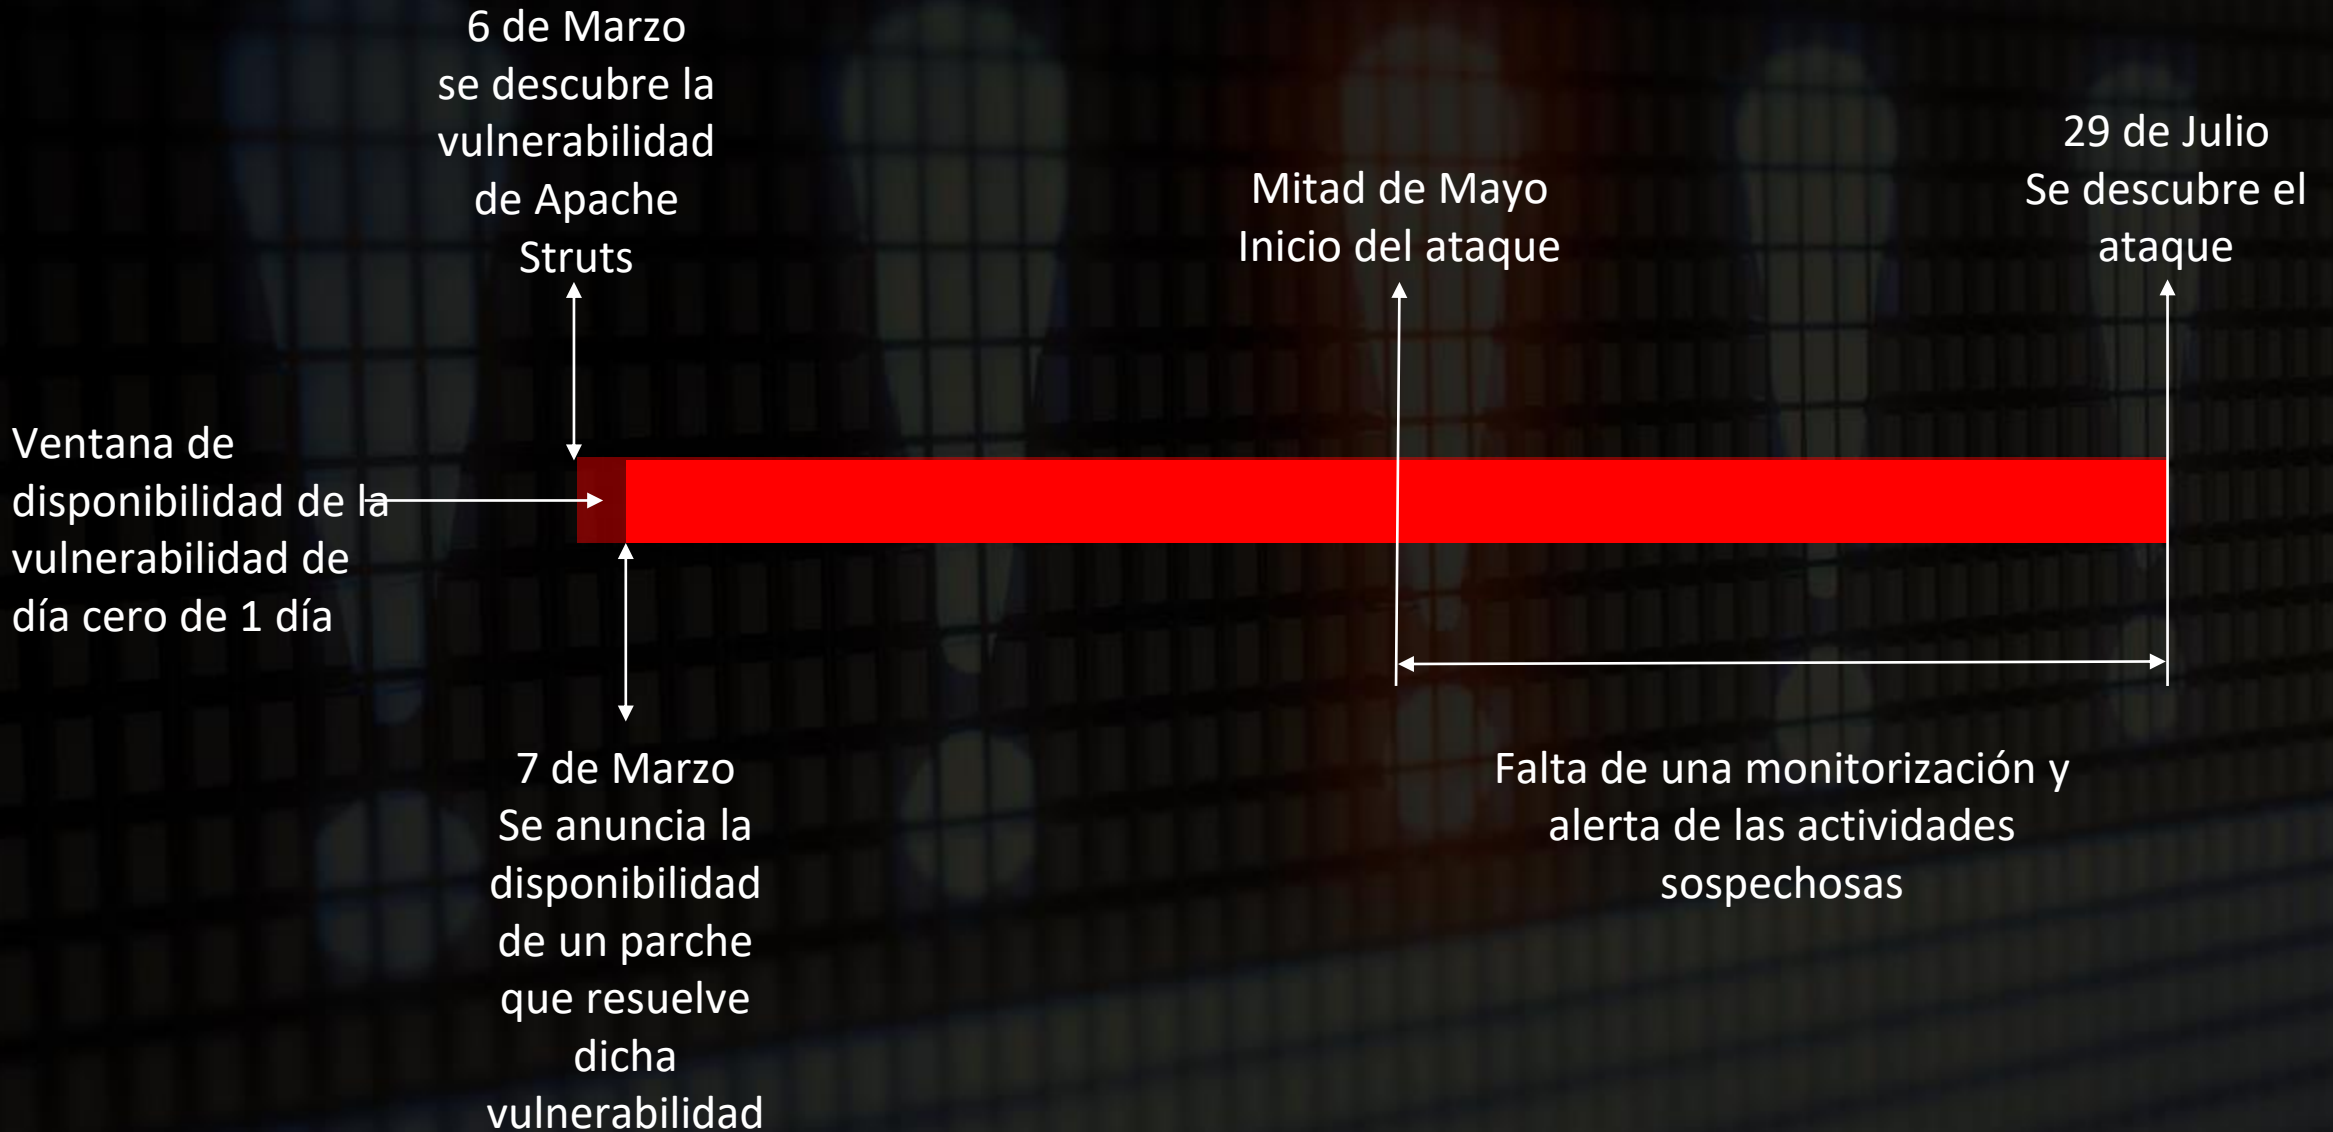 6 de Marzo
se descubre la
vulnerabilidad
de Apache
Struts
Mitad de Mayo
Inicio del ataque
29 de Julio
Se descubre el
ataque
Ventana de
disponibilidad de la
vulnerabilidad de
día cero de 1 día
7 de Marzo
Se anuncia la
disponibilidad
de un parche
que resuelve
dicha
vulnerabilidad
Falta de una monitorización y
alerta de las actividades
sospechosas